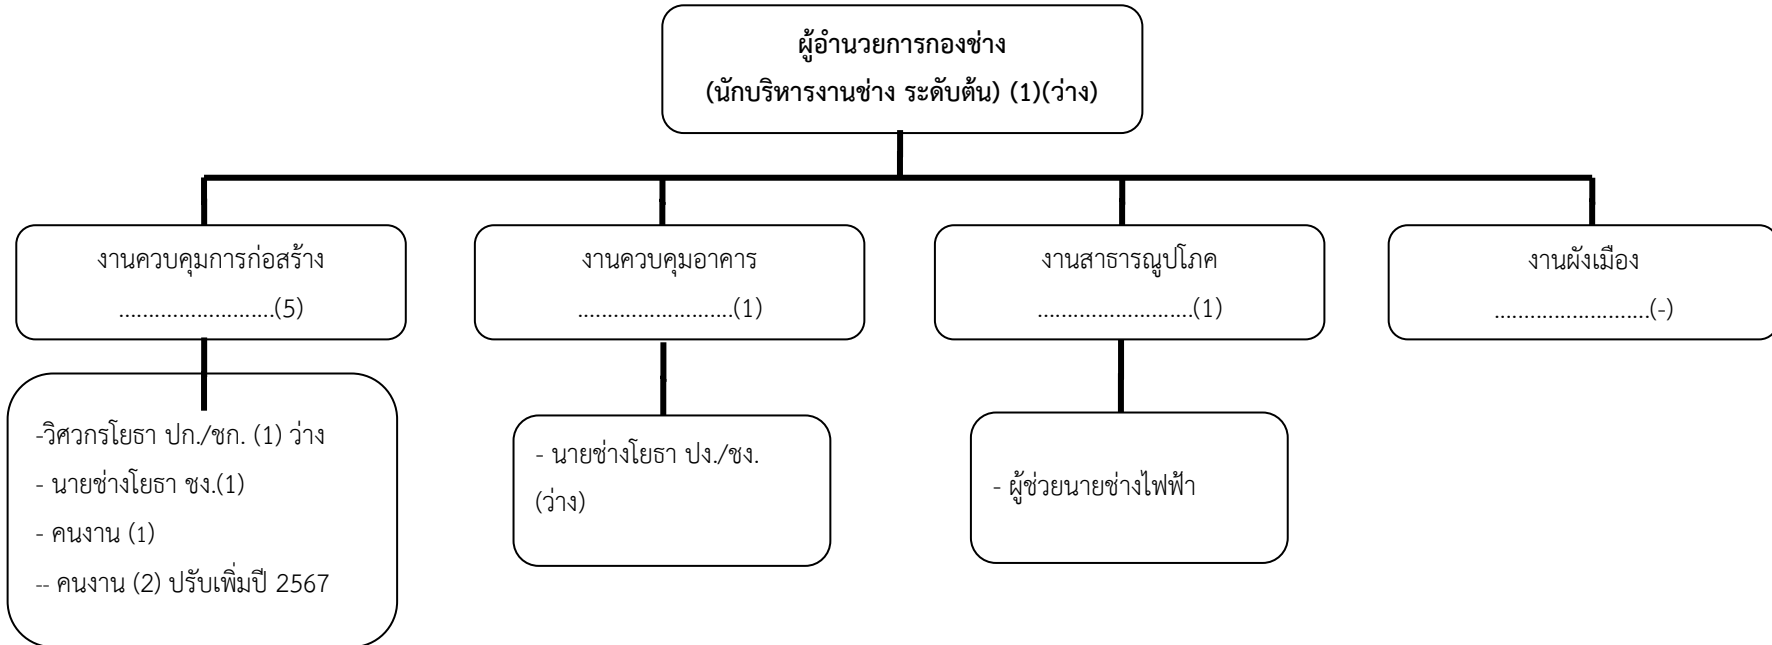 ผู้อำนวยการกองช่าง
(นักบริหารงานช่าง ระดับต้น) (1)(ว่าง)
งานควบคุมการก่อสร้าง
..........................(5)
งานควบคุมอาคาร
..........................(1)
งานสาธารณูปโภค
..........................(1)
งานผังเมือง
..........................(-)
-วิศวกรโยธา ปก./ชก. (1) ว่าง
- นายช่างโยธา ชง.(1)
- คนงาน (1)
-- คนงาน (2) ปรับเพิ่มปี 2567
- นายช่างโยธา ปง./ชง.
(ว่าง)
- ผู้ช่วยนายช่างไฟฟ้า